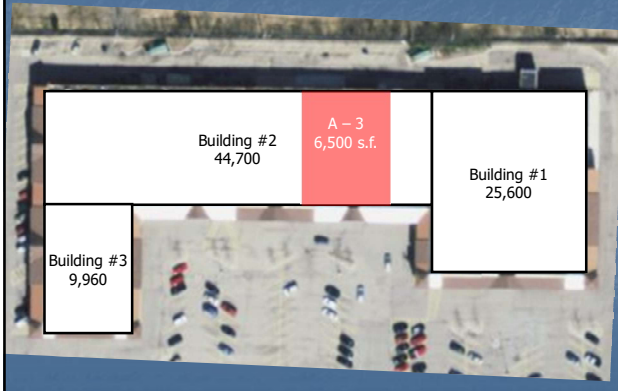 Building #2
44,700
A – 3
6,500 s.f.
Building #1
25,600
Building #3
9,960